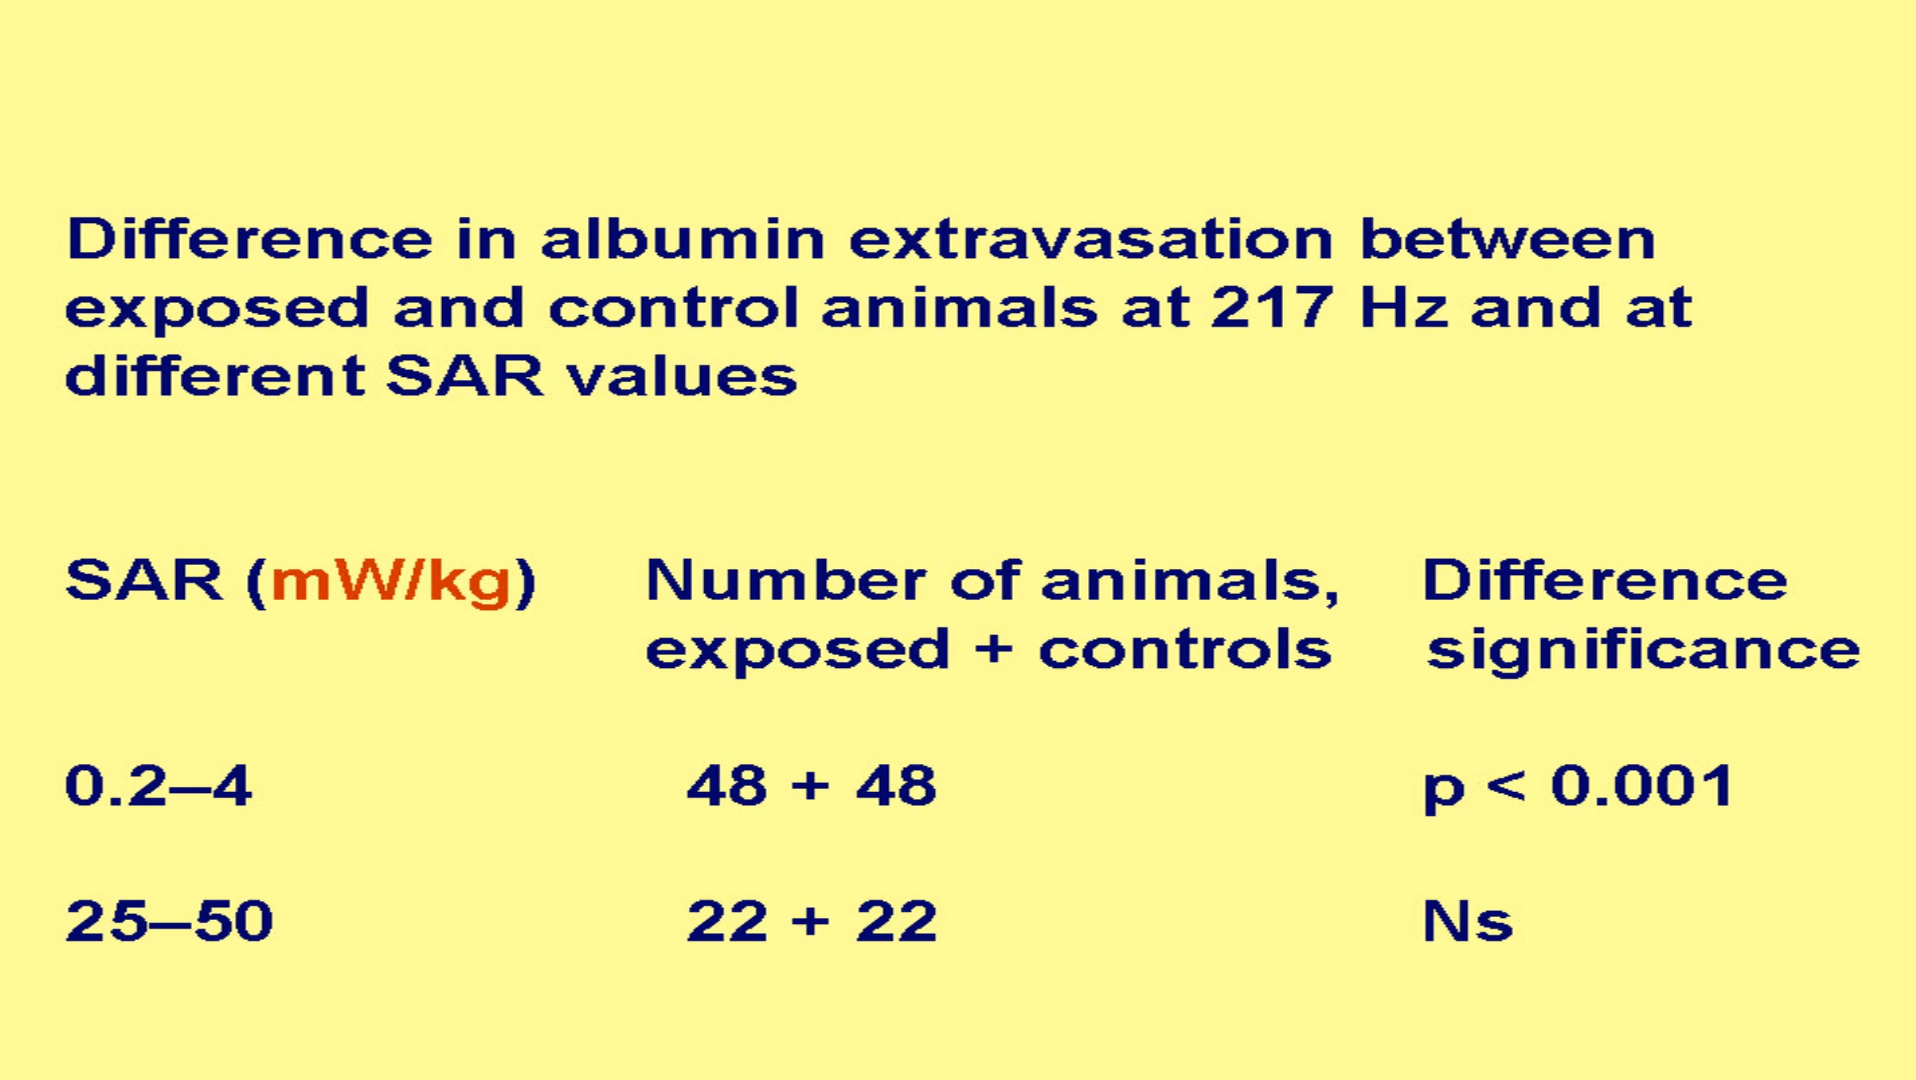 Difference in albumin extravasation between
exposed and control animals at 217 Hz and at
different SAR values
SAR (mW/kg) Number of animals, Difference
exposed + controls significance
0.2–4 48 + 48 p < 0.001
25–50 22 + 22 Ns